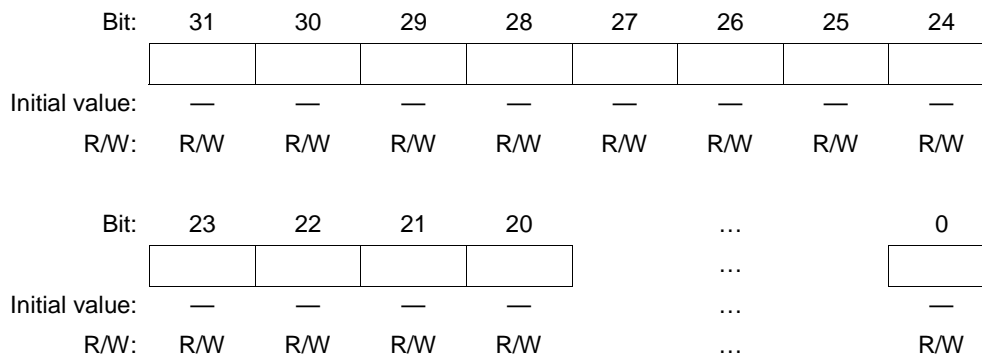 Bit: 31 30 29 28 27 26 25 24
Initial value: — — — — — — — —
R/W: R/W R/W R/W R/W R/W R/W R/W R/W
Bit: 23 22 21 20 … 0
…
Initial value: — — — — … —
R/W: R/W R/W R/W R/W … R/W